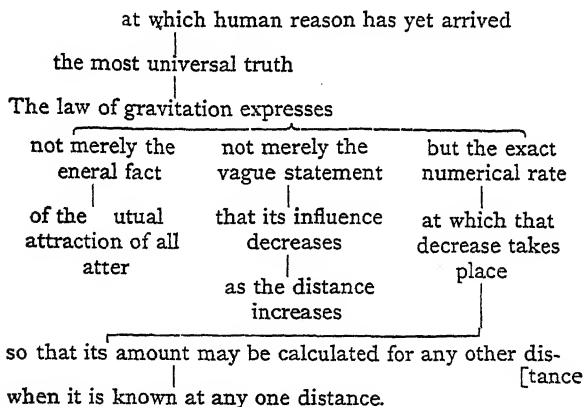 at which human reason has yet arrived
the most universal truth
The law of gravitation expresses
not merely the
eneral fact
of the utual
attraction of all
atter
not merely the
vague statement
that its influence
decreases
as the distance
increases
but the exact
numerical rate
at which that
decrease takes
place
so that its amount may be calculated for any other dis-
[tance
when it is known at any one distance.